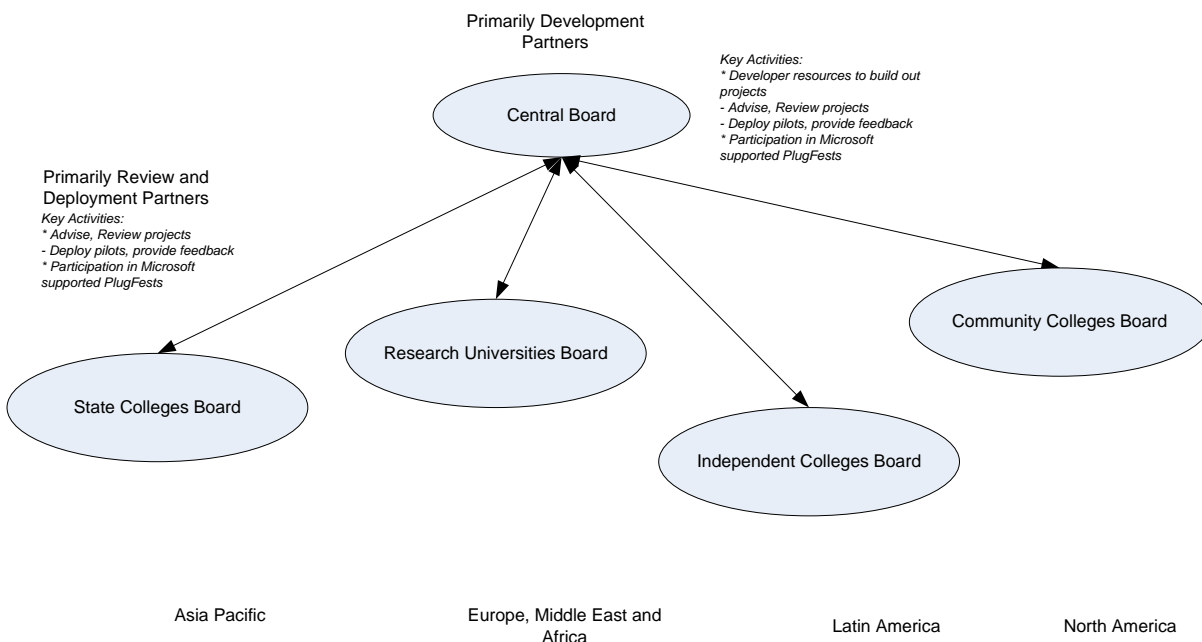 Primarily Development
Partners
Central Board
Key Activities:
* Developer resources to build out
projects
- Advise, Review projects
- Deploy pilots, provide feedback
* Participation in Microsoft
supported PlugFests
Primarily Review and
Deployment Partners
Key Activities:
* Advise, Review projects
- Deploy pilots, provide feedback
* Participation in Microsoft
supported PlugFests
State Colleges Board
Research Universities Board
Independent Colleges Board
Community Colleges Board
Asia Pacific
Europe, Middle East and
Africa
Latin America
North America